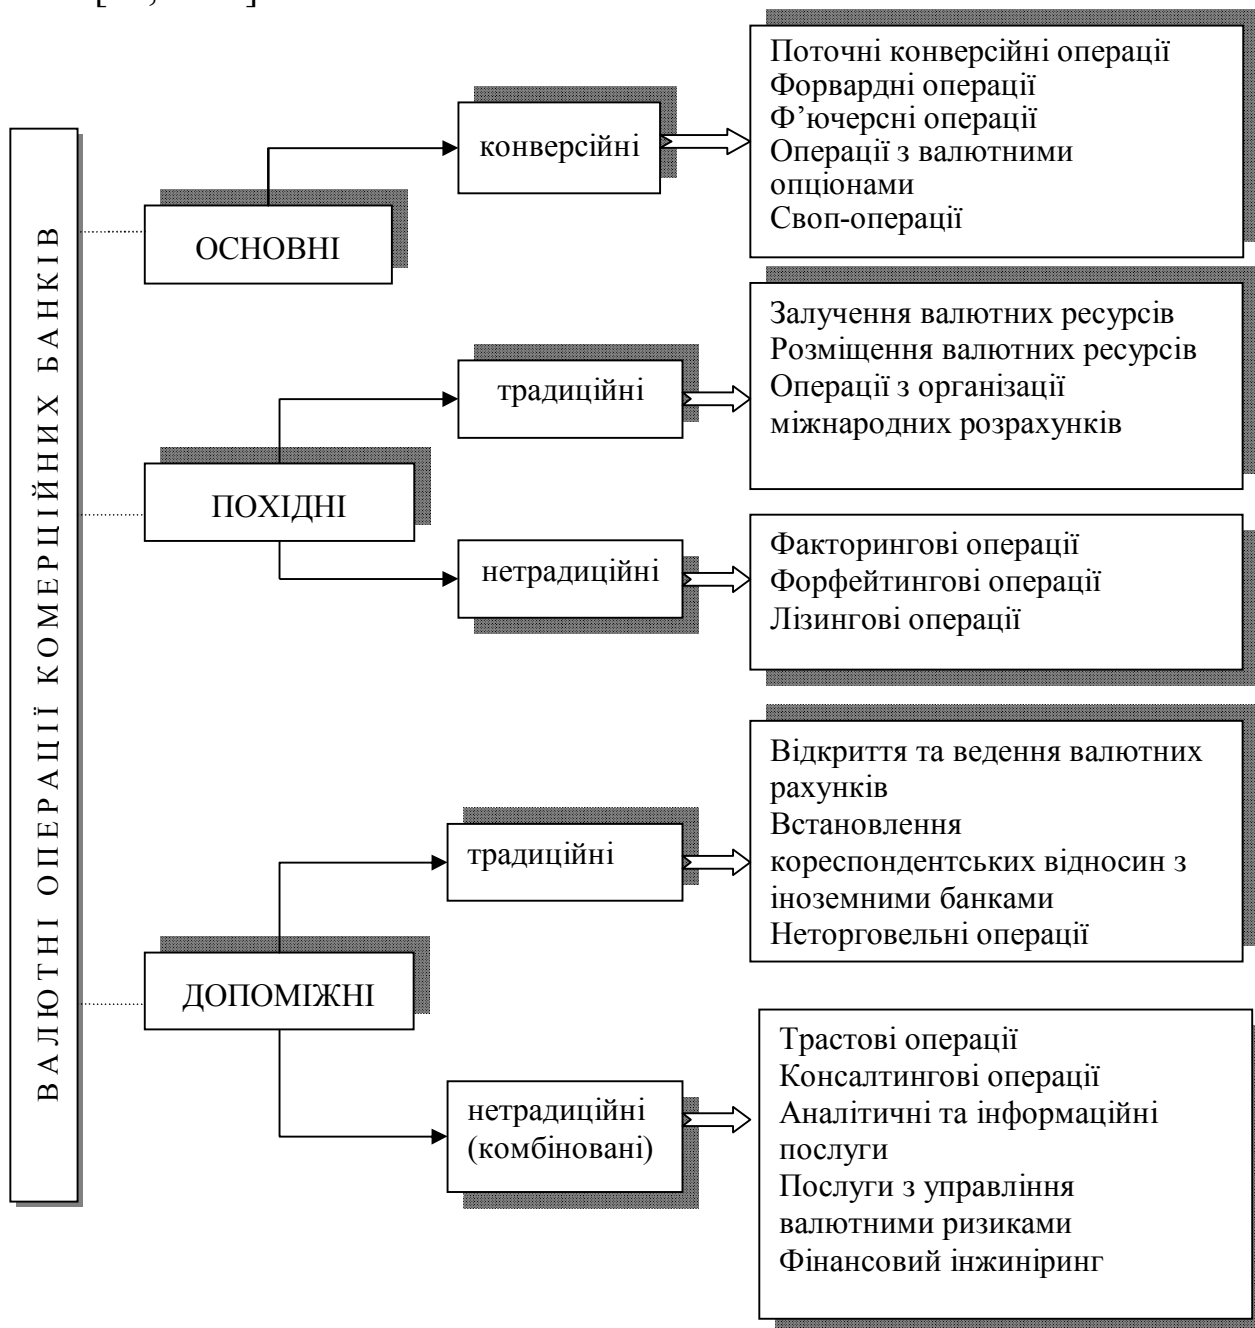 ВАЛЮТНІ ОПЕРАЦІЇ КОМЕРЦІЙНИХ БАНКІВ
ОСНОВНІ
конверсійні
Поточні конверсійні операції
Форвардні операції
Ф’ючерсні операції
Операції з валютними
опціонами
Своп-операції
ПОХІДНІ
традиційні
Залучення валютних ресурсів
Розміщення валютних ресурсів
Операції з організації
міжнародних розрахунків
нетрадиційні
Факторингові операції
Форфейтингові операції
Лізингові операції
ДОПОМІЖНІ
традиційні
Відкриття та ведення валютних
рахунків
Встановлення
кореспондентських відносин з
іноземними банками
Неторговельні операції
нетрадиційні
(комбіновані)
Трастові операції
Консалтингові операції
Аналітичні та інформаційні
послуги
Послуги з управління
валютними ризиками
Фінансовий інжиніринг